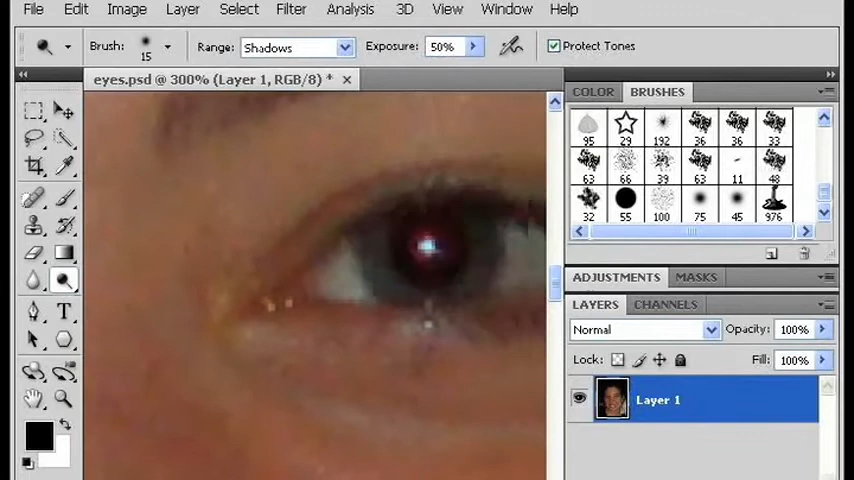 File Edit Image Layer Select Filter Analysis 3D View Window Help
Brush: 15 Range: Shadows Exposure: 50% Protect Tones
eyes.psd @ 300% (Layer 1, RGB/8) *
COLOR BRUSHES
95 29 192 36 36 33
63 66 39 63 11 48
32 55 100 75 45 976
ADJUSTMENTS MASKS
LAYERS CHANNELS
Normal Opacity: 100%
Lock: Fill: 100%
Layer 1
T